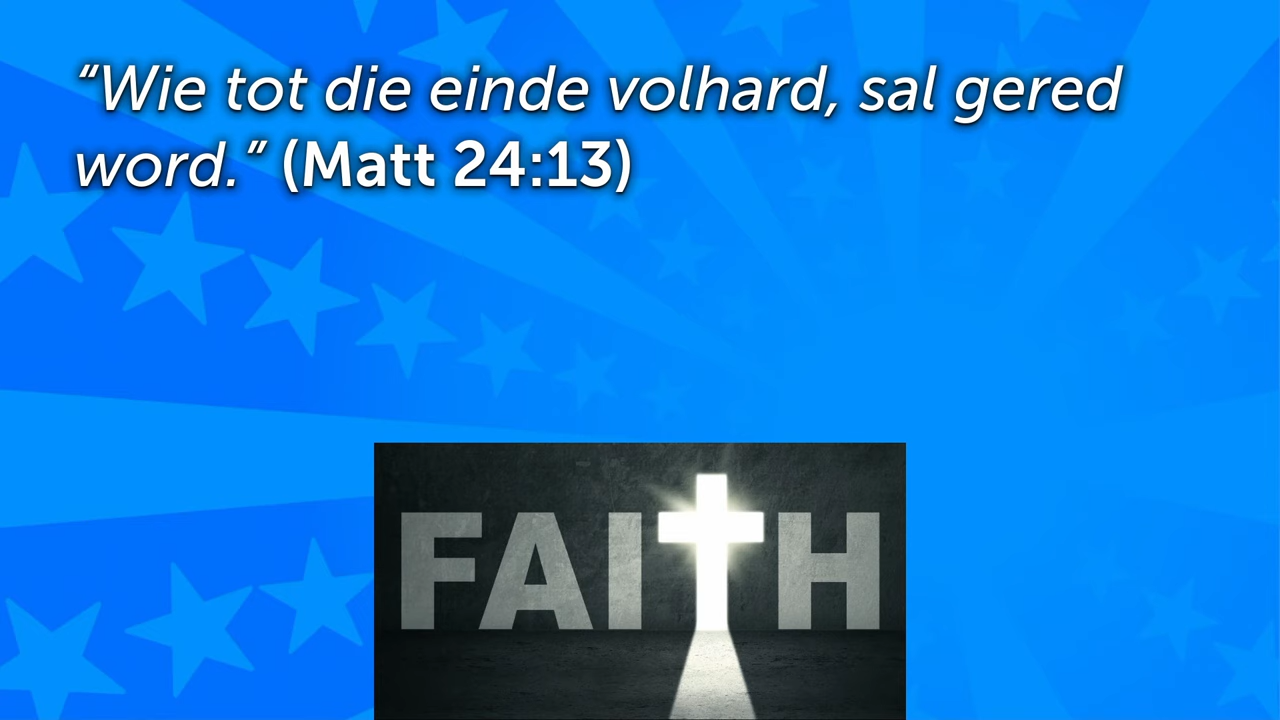 “Wie tot die einde volhard, sal gered
word.” (Matt 24:13)
FAITH